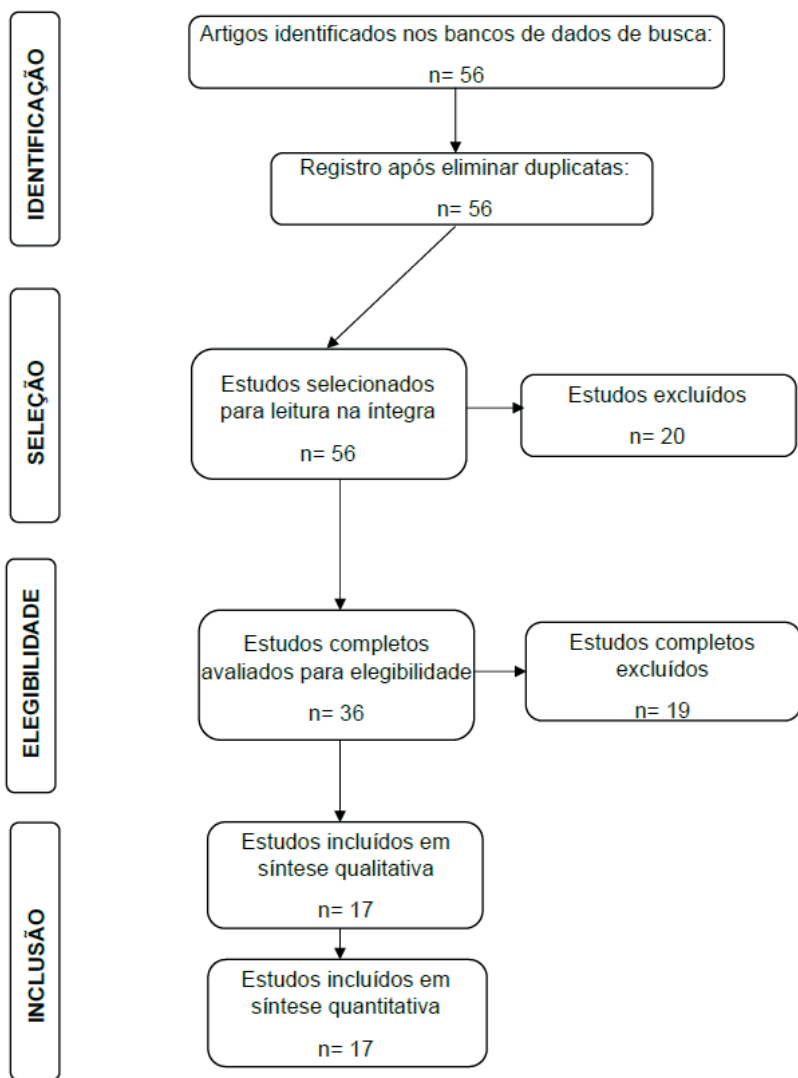 IDENTIFICAÇÃO
Artigos identificados nos bancos de dados de busca:
n= 56
Registro após eliminar duplicatas:
n= 56
SELEÇÃO
Estudos selecionados
para leitura na íntegra
n= 56
Estudos excluídos
n= 20
ELEGIBILIDADE
Estudos completos
avaliados para elegibilidade
n= 36
Estudos completos
excluídos
n= 19
INCLUSÃO
Estudos incluídos em
síntese qualitativa
n= 17
Estudos incluídos em
síntese quantitativa
n= 17